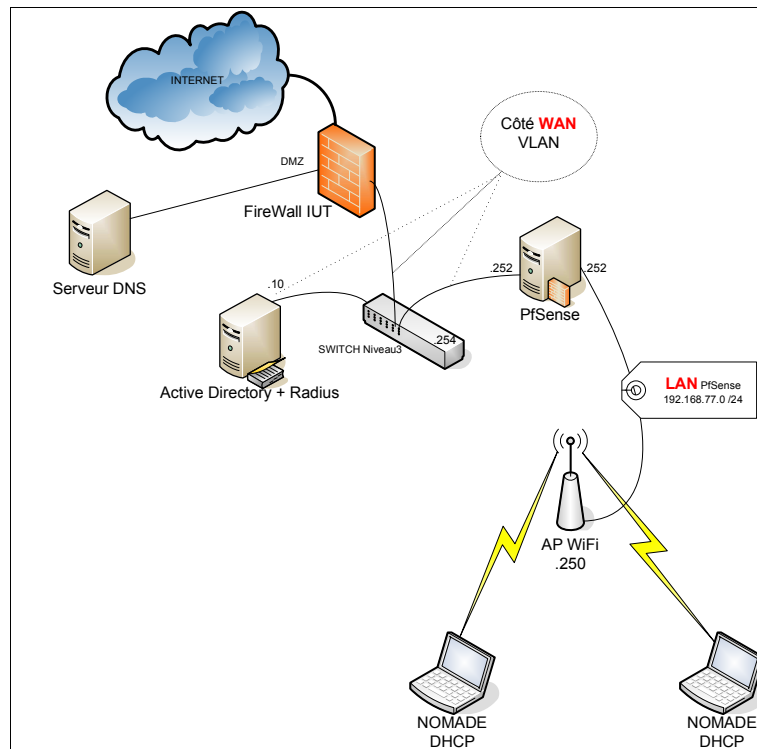 INTERNET
Côté WAN
VLAN
DMZ
FireWall IUT
Serveur DNS
.10
.252
.252
PfSense
.254
SWITCH Niveau3
Active Directory + Radius
LAN PfSense
192.168.77.0 /24
AP WiFi
.250
NOMADE
DHCP
NOMADE
DHCP